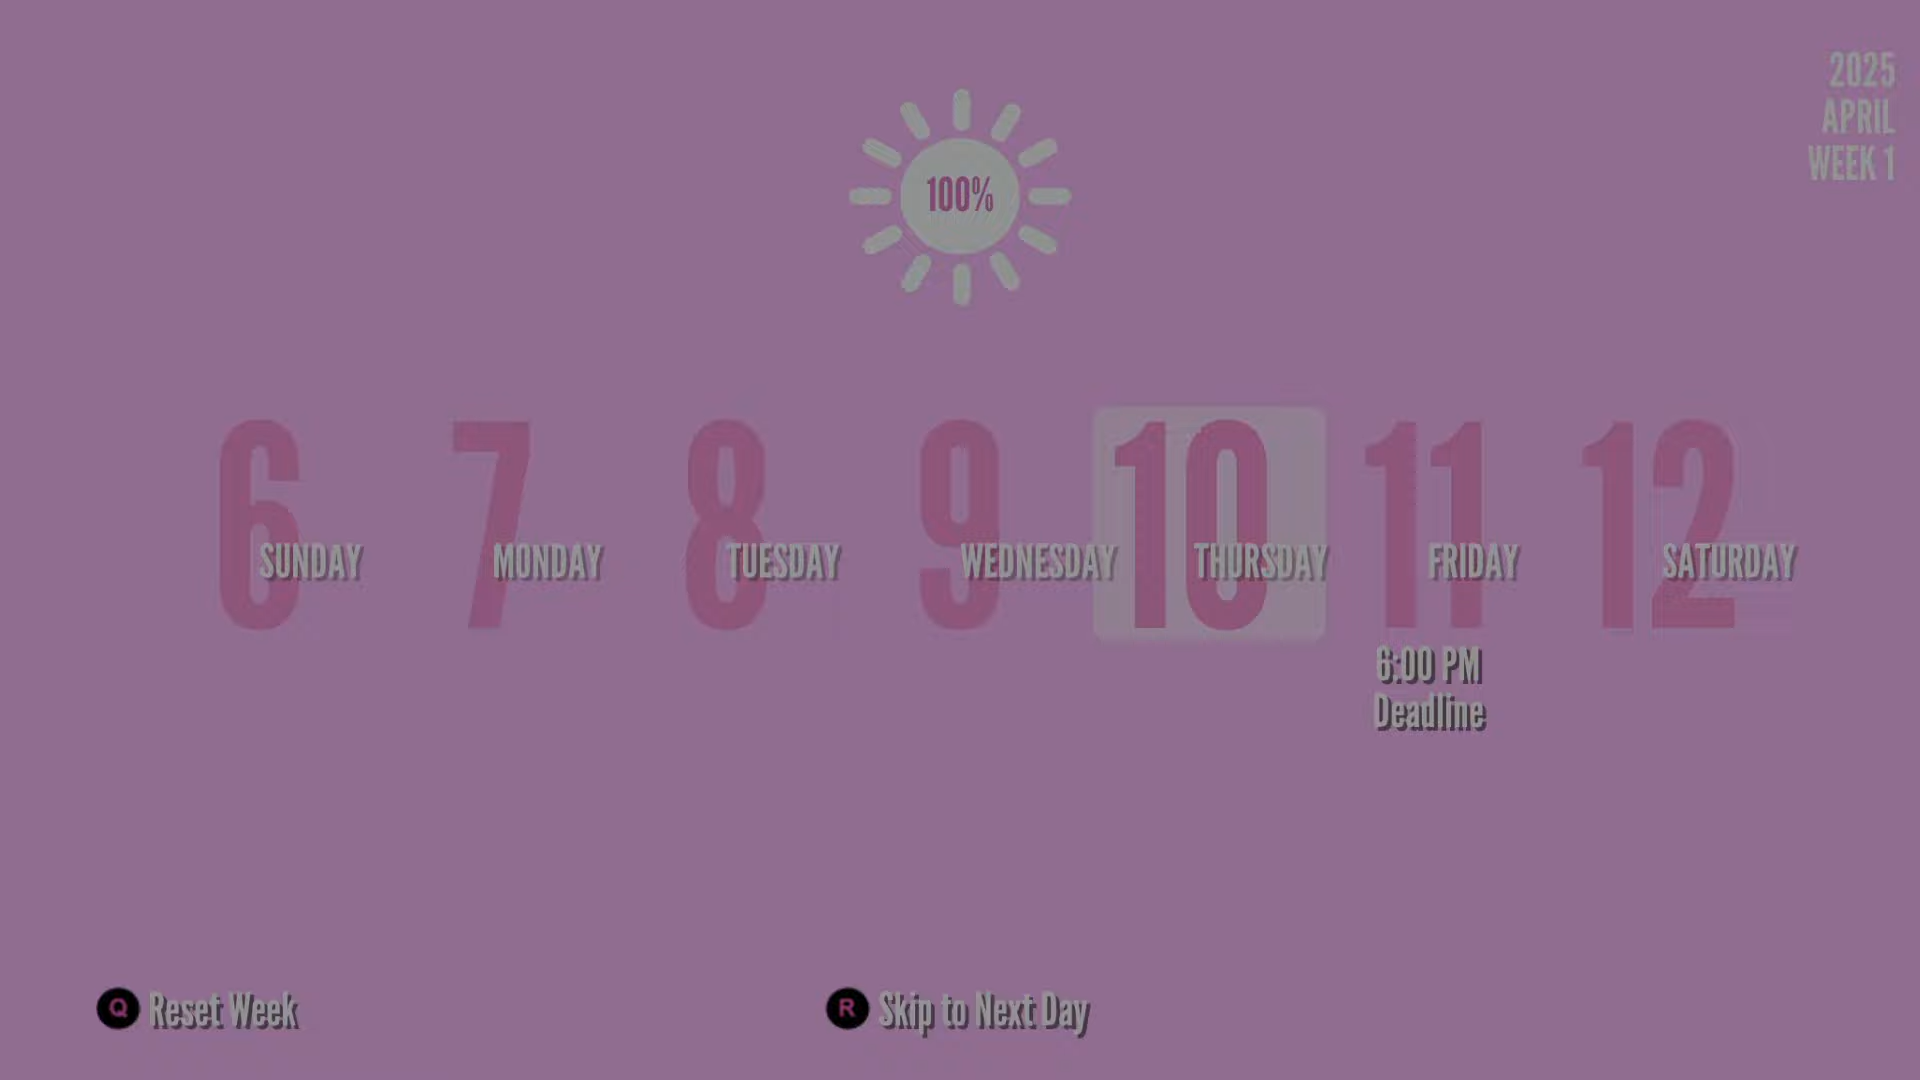 2025
APRIL
WEEK 1
100%
6 7 8 9 10 11 12
SUNDAY MONDAY TUESDAY WEDNESDAY THURSDAY FRIDAY SATURDAY
6:00 PM
Deadline
Q Reset Week R Skip to Next Day